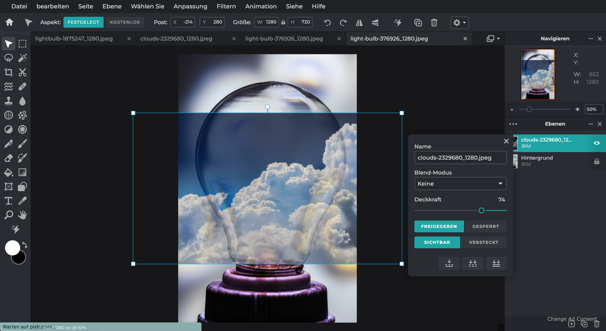 Datei bearbeiten Seite Ebene Wählen Sie Anpassung Filtern Ansicht Siehe Hilfe
Aspekt: FESTGELEGT KOSTENLOS Post: X -214 Y 280 Größe: W 1280 H 720
lightbulb-1875247_1280.jpeg clouds-2329680_1280.jpeg light-bulb-376926_1280.jpeg light-bulb-376926_1280.jpeg
Navigieren
X:
Y:
W: 853
H: 1280
50%
Ebenen
clouds-2329680_12...
Bild
Hintergrund
Bild
Name
clouds-2329680_1280.jpeg
Blend-Modus
Keine
Deckkraft 74
FREIGEGEBEN GESPERRT
SICHTBAR VERSTECKT
Change Ad Consent
Warten auf pixlr.com...